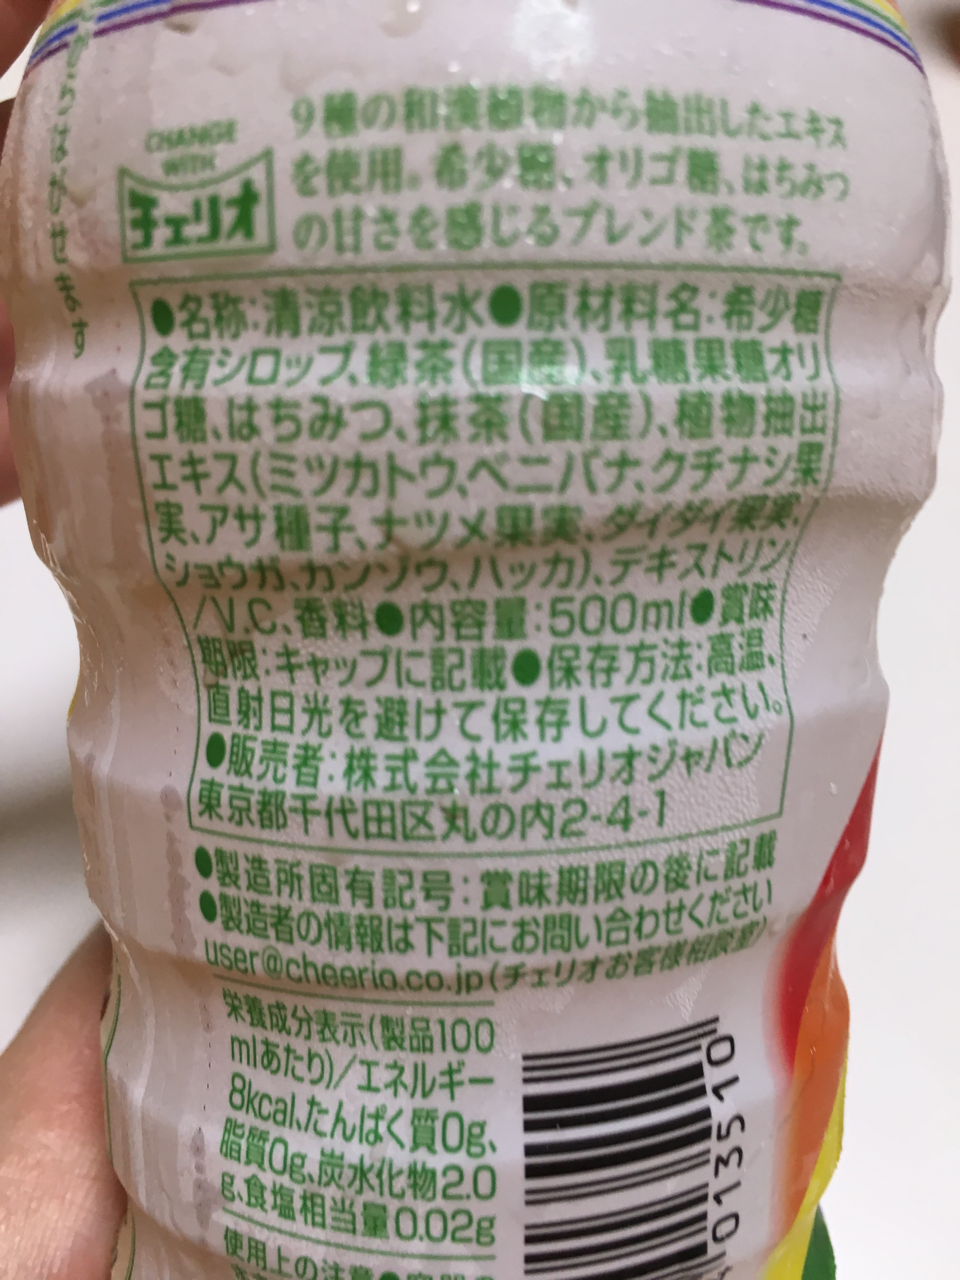 CHANGE
WITH
チェリオ
9種の和漢植物から抽出したエキス
を使用。希少糖、オリゴ糖、はちみつ
の甘さを感じるブレンド茶です。
●名称:清涼飲料水●原材料名:希少糖
含有シロップ、緑茶(国産)、乳糖果糖オリ
ゴ糖、はちみつ、抹茶(国産)、植物抽出
エキス(ミツカトウ、ベニバナ、クチナシ果
実、アサ種子、ナツメ果実、ダイダイ果実、
ショウガ、カンゾウ、ハッカ)、デキストリン
/V.C、香料●内容量:500ml●賞味
期限:キャップに記載●保存方法:高温、
直射日光を避けて保存してください。
●販売者:株式会社チェリオジャパン
東京都千代田区丸の内2-4-1
●製造所固有記号:賞味期限の後に記載
●製造者の情報は下記にお問い合わせください
user@cheerio.co.jp(チェリオお客様相談室)
栄養成分表示(製品100
mlあたり)/エネルギー
8kcal、たんぱく質0g、
脂質0g、炭水化物2.0
g、食塩相当量0.02g
使用上の注意●容器の
013510